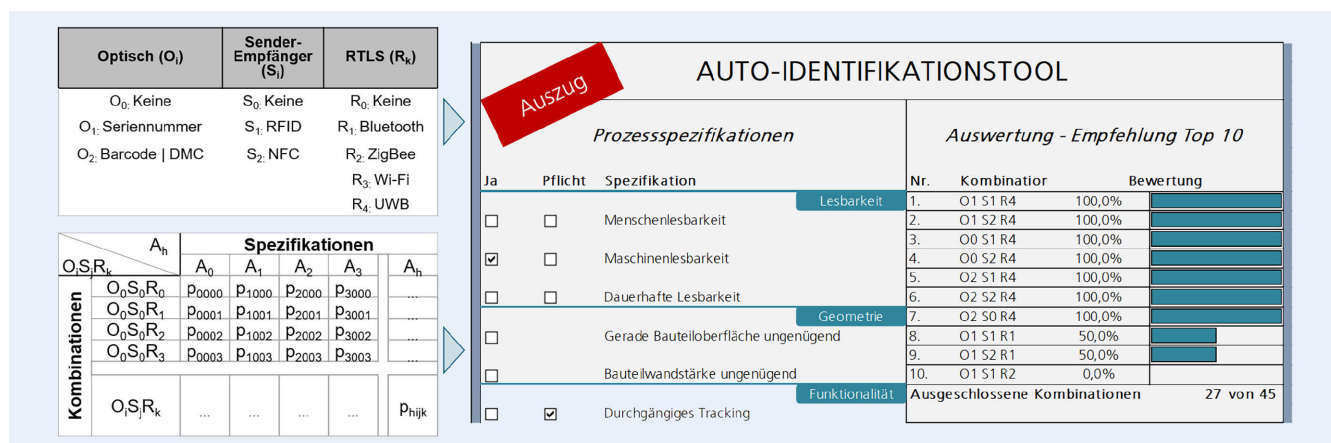 Optisch (Oi) Sender-Empfänger (Si) RTLS (Rk)
O0: Keine S0: Keine R0: Keine
O1: Seriennummer S1: RFID R1: Bluetooth
O2: Barcode | DMC S2: NFC R2: ZigBee
R3: Wi-Fi
R4: UWB
Ah Spezifikationen
OiSjRk A0 A1 A2 A3 Ah
Kombinationen
O0S0R0 p0000 p1000 p2000 p3000 ...
O0S0R1 p0001 p1001 p2001 p3001 ...
O0S0R2 p0002 p1002 p2002 p3002 ...
O0S0R3 p0003 p1003 p2003 p3003 ...
OiSjRk ... ... ... ... phijk
Auszug
AUTO-IDENTIFIKATIONSTOOL
Prozessspezifikationen
Ja Pflicht Spezifikation
Lesbarkeit
Menschenlesbarkeit
Maschinenlesbarkeit
Dauerhafte Lesbarkeit
Geometrie
Gerade Bauteiloberfläche ungenügend
Bauteilwandstärke ungenügend
Funktionalität
Durchgängiges Tracking
Auswertung - Empfehlung Top 10
Nr. Kombinatior Bewertung
1. O1 S1 R4 100,0%
2. O1 S2 R4 100,0%
3. O0 S1 R4 100,0%
4. O0 S2 R4 100,0%
5. O2 S1 R4 100,0%
6. O2 S2 R4 100,0%
7. O2 S0 R4 100,0%
8. O1 S1 R1 50,0%
9. O1 S2 R1 50,0%
10. O1 S1 R2 0,0%
Ausgeschlossene Kombinationen 27 von 45